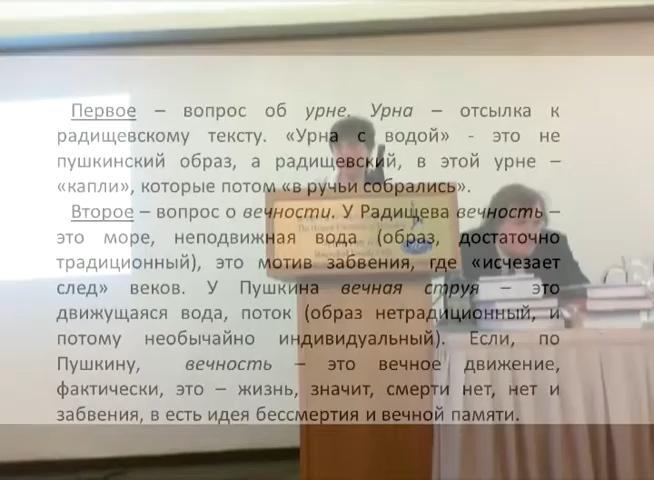 Первое – вопрос об урне. Урна – отсылка к
радищевскому тексту. «Урна с водой» - это не
пушкинский образ, а радищевский, в этой урне –
«капли», которые потом «в ручьи собрались».
Второе – вопрос о вечности. У Радищева вечность –
это море, неподвижная вода (образ, достаточно
традиционный), это мотив забвения, где «исчезает
след» веков. У Пушкина вечная струя – это
движущаяся вода, поток (образ нетрадиционный, и
потому необычайно индивидуальный). Если, по
Пушкину, вечность – это вечное движение,
фактически, это – жизнь, значит, смерти нет, нет и
забвения, в есть идея бессмертия и вечной памяти.